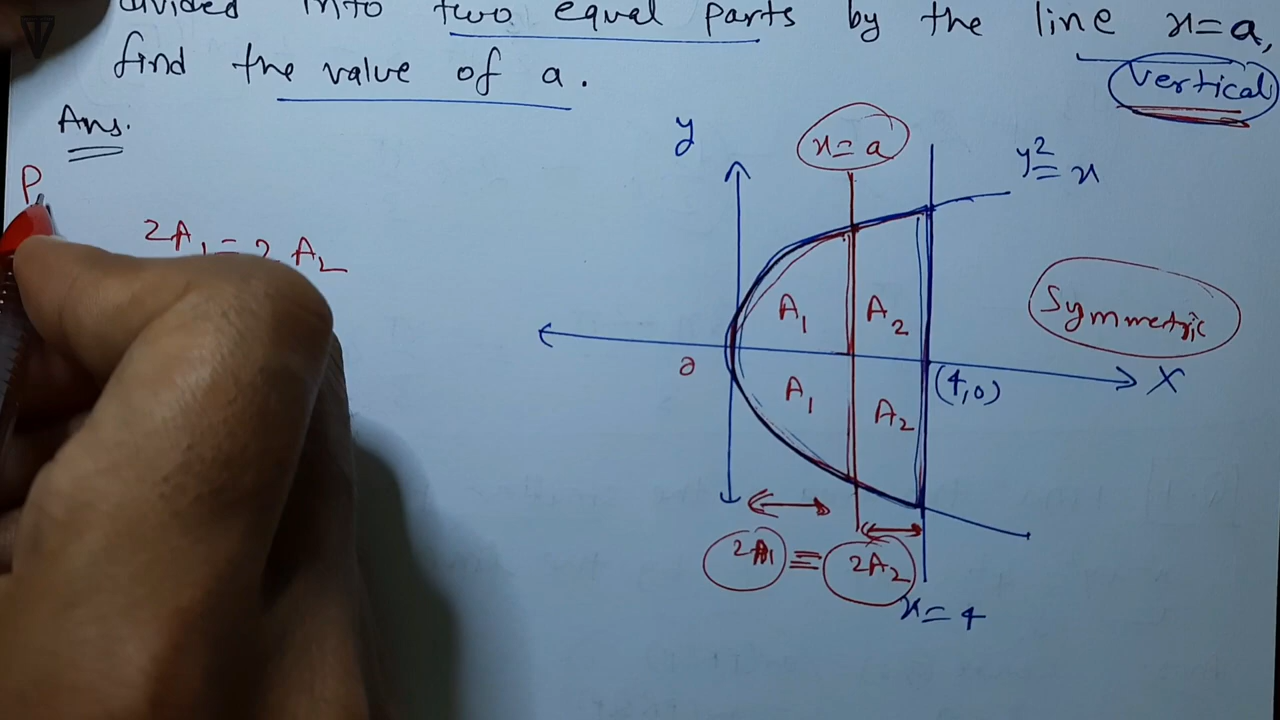 divided into two equal parts by the line x=a,
find the value of a.
vertical
Ans.
P
2A₁ = 2A₂
y
x=a
y²=x
A₁
A₂
Symmetric
0
(4,0)
X
A₁
A₂
2A₁ ≡ 2A₂
x=4